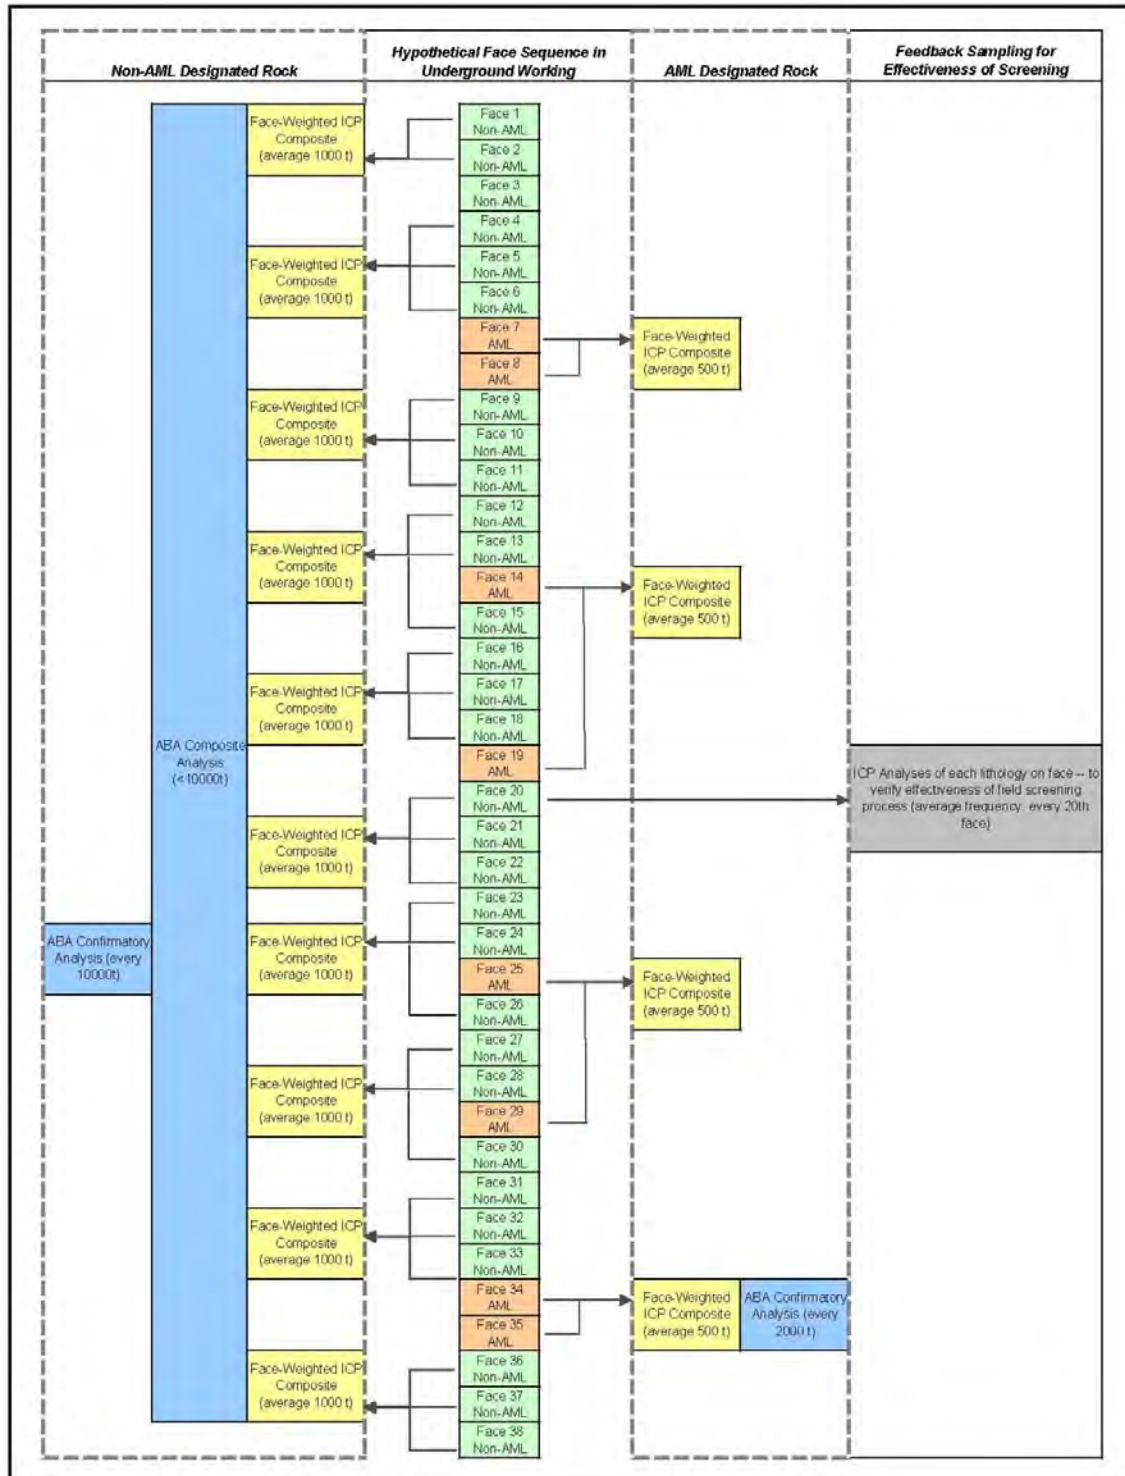 Non-AML Designated Rock
Hypothetical Face Sequence in
Underground Working
AML Designated Rock
Feedback Sampling for
Effectiveness of Screening
Face-Weighted ICP
Composite
(average 1000 t)
Face 1
Non-AML
Face 2
Non-AML
Face 3
Non-AML
Face-Weighted ICP
Composite
(average 1000 t)
Face 4
Non-AML
Face 5
Non-AML
Face 6
Non-AML
Face 7
AML
Face 8
AML
Face-Weighted
ICP Composite
(average 500 t)
Face-Weighted ICP
Composite
(average 1000 t)
Face 9
Non-AML
Face 10
Non-AML
Face 11
Non-AML
Face-Weighted ICP
Composite
(average 1000 t)
Face 12
Non-AML
Face 13
Non-AML
Face 14
AML
Face 15
Non-AML
Face-Weighted
ICP Composite
(average 500 t)
Face-Weighted ICP
Composite
(average 1000 t)
Face 16
Non-AML
Face 17
Non-AML
Face 18
Non-AML
Face 19
AML
ABA Composite
Analysis
(<10000t)
ICP Analyses of each lithology on face -- to
verify effectiveness of field screening
process (average frequency: every 20th
face)
Face-Weighted ICP
Composite
(average 1000 t)
Face 20
Non-AML
Face 21
Non-AML
Face 22
Non-AML
ABA Confirmatory
Analysis (every
10000t)
Face-Weighted ICP
Composite
(average 1000 t)
Face 23
Non-AML
Face 24
Non-AML
Face 25
AML
Face 26
Non-AML
Face-Weighted
ICP Composite
(average 500 t)
Face-Weighted ICP
Composite
(average 1000 t)
Face 27
Non-AML
Face 28
Non-AML
Face 29
AML
Face 30
Non-AML
Face-Weighted ICP
Composite
(average 1000 t)
Face 31
Non-AML
Face 32
Non-AML
Face 33
Non-AML
Face 34
AML
Face 35
AML
Face-Weighted
ICP Composite
(average 500 t)
ABA Confirmatory
Analysis (every
2000 t)
Face-Weighted ICP
Composite
(average 1000 t)
Face 36
Non-AML
Face 37
Non-AML
Face 38
Non-AML